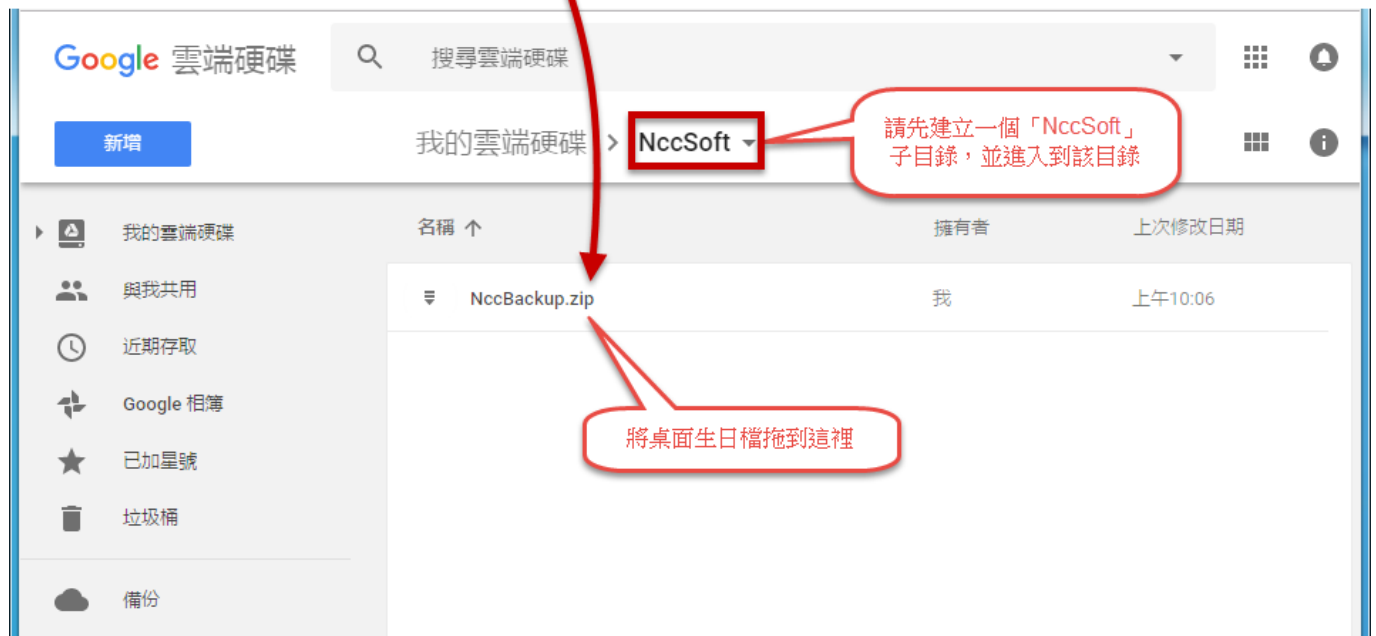 Google 雲端硬碟
搜尋雲端硬碟
新增
我的雲端硬碟 > NccSoft
請先建立一個「NccSoft」
子目錄，並進入到該目錄
名稱
擁有者
上次修改日期
我的雲端硬碟
與我共用
近期存取
Google 相簿
已加星號
垃圾桶
備份
NccBackup.zip
我
上午10:06
將桌面生日檔拖到這裡